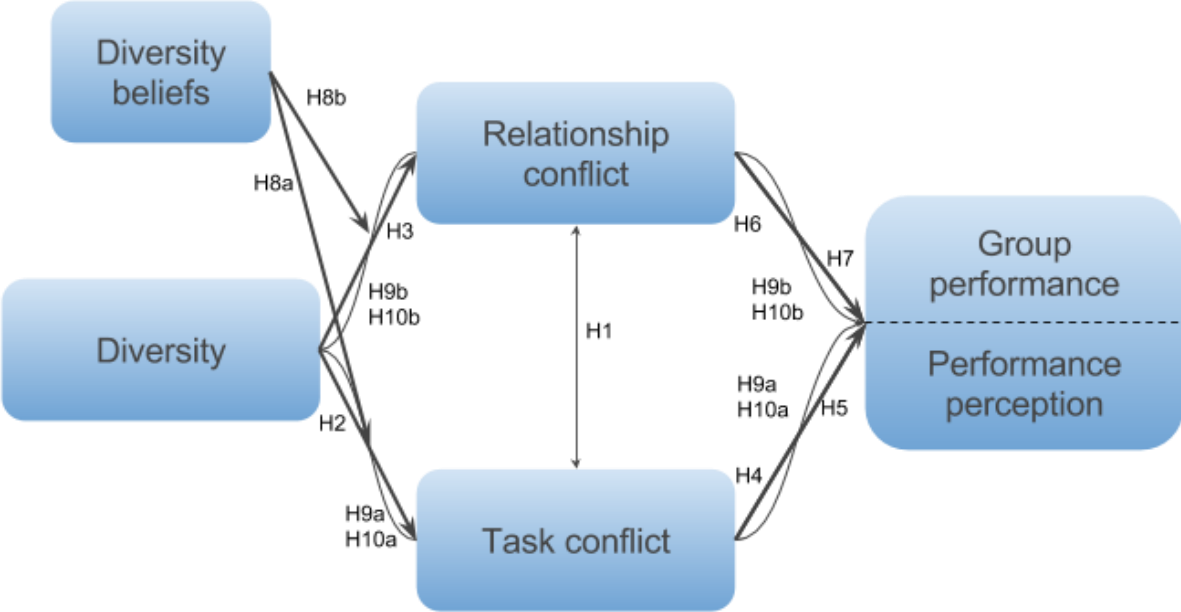 Diversity
beliefs
H8b
H8a
Relationship
conflict
H3
H6
H7
Group
performance
H9b
H10b
H9b
H10b
Diversity
H1
Performance
perception
H2
H9a
H10a
H5
H4
H9a
H10a
Task conflict